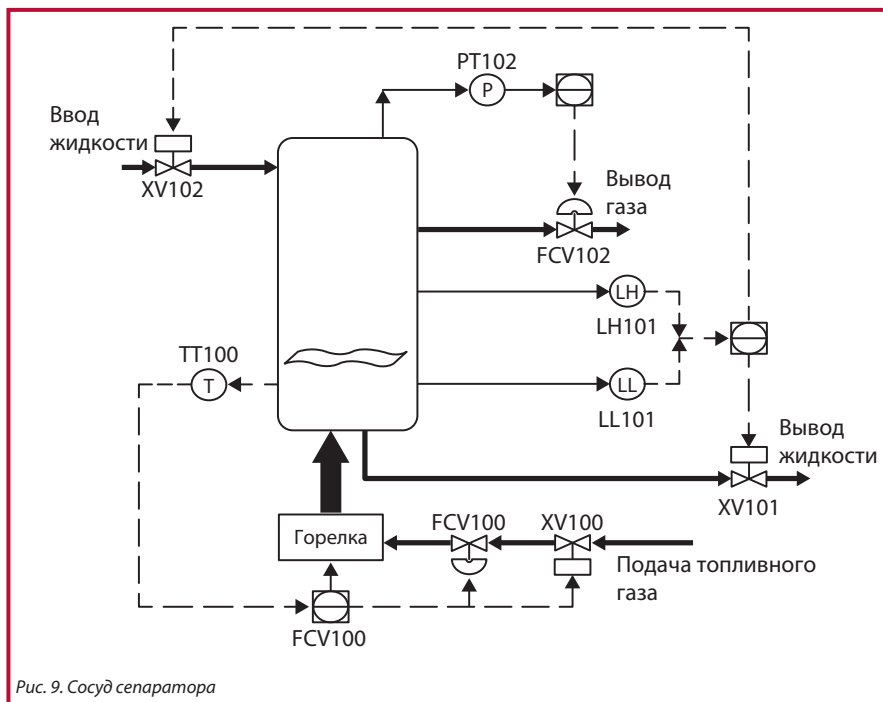 PT102
P
Ввод
жидкости
XV102
Вывод
газа
FCV102
LH
LH101
TT100
T
LL
LL101
Вывод
жидкости
XV101
Горелка
FCV100
XV100
Подача топливного
газа
FCV100
Рис. 9. Сосуд сепаратора